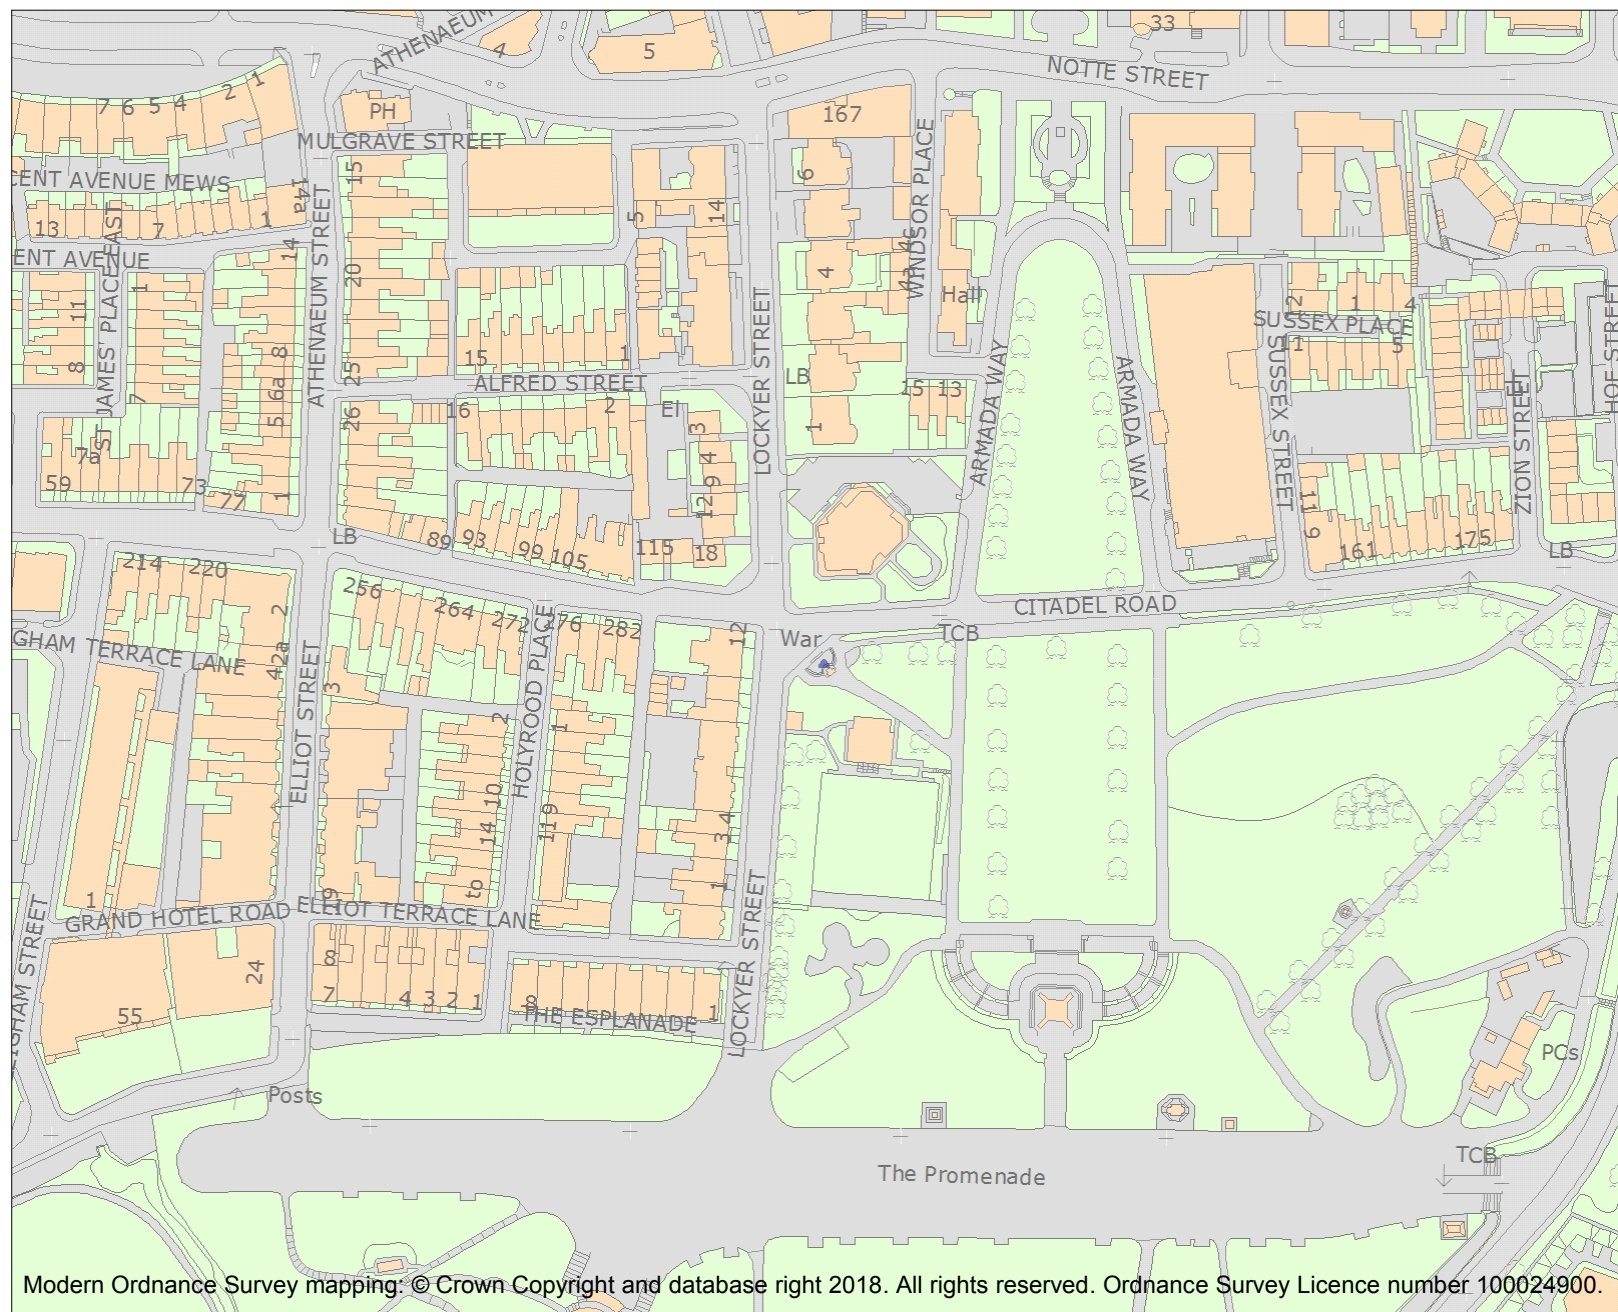 33
NOTTE STREET
ATHENAEUM
4
5
7 6 5 4 2 1
PH
167
MULGRAVE STREET
CENT AVENUE MEWS
14a
15
5
14
6
WINDSOR PLACE
13 7 1
ENT AVENUE
14
ATHENAEUM STREET
20
4
4a
Hall
ST JAMES' PLACE EAST
11
1
8
7
8
6a
5
1
25
15
1
ALFRED STREET
LOCKYER STREET
LB
15 13
1
ARMADA WAY
ARMADA WAY
2 1 4
SUSSEX PLACE
11 5
SUSSEX STREET
ZION STREET
HOE STREET
26
16
2
El
3
4
9
12
7a
59 73 77
LB
89 93 99 105 115 18
11
9
161 175
LB
214 220
2
42a
256 264 272 276 282
12
War
TCB
CITADEL ROAD
GHAM TERRACE LANE
ELLIOT STREET
3
HOLYROOD PLACE
2
1
10
14
to
119
3 4
1
1
9
GRAND HOTEL ROAD
ELLIOT TERRACE LANE
LOCKYER STREET
24
55
8
7 4 3 2 1
8 1
THE ESPLANADE
IGHAM STREET
Posts
PCs
TCB
The Promenade
Modern Ordnance Survey mapping: © Crown Copyright and database right 2018. All rights reserved. Ordnance Survey Licence number 100024900.